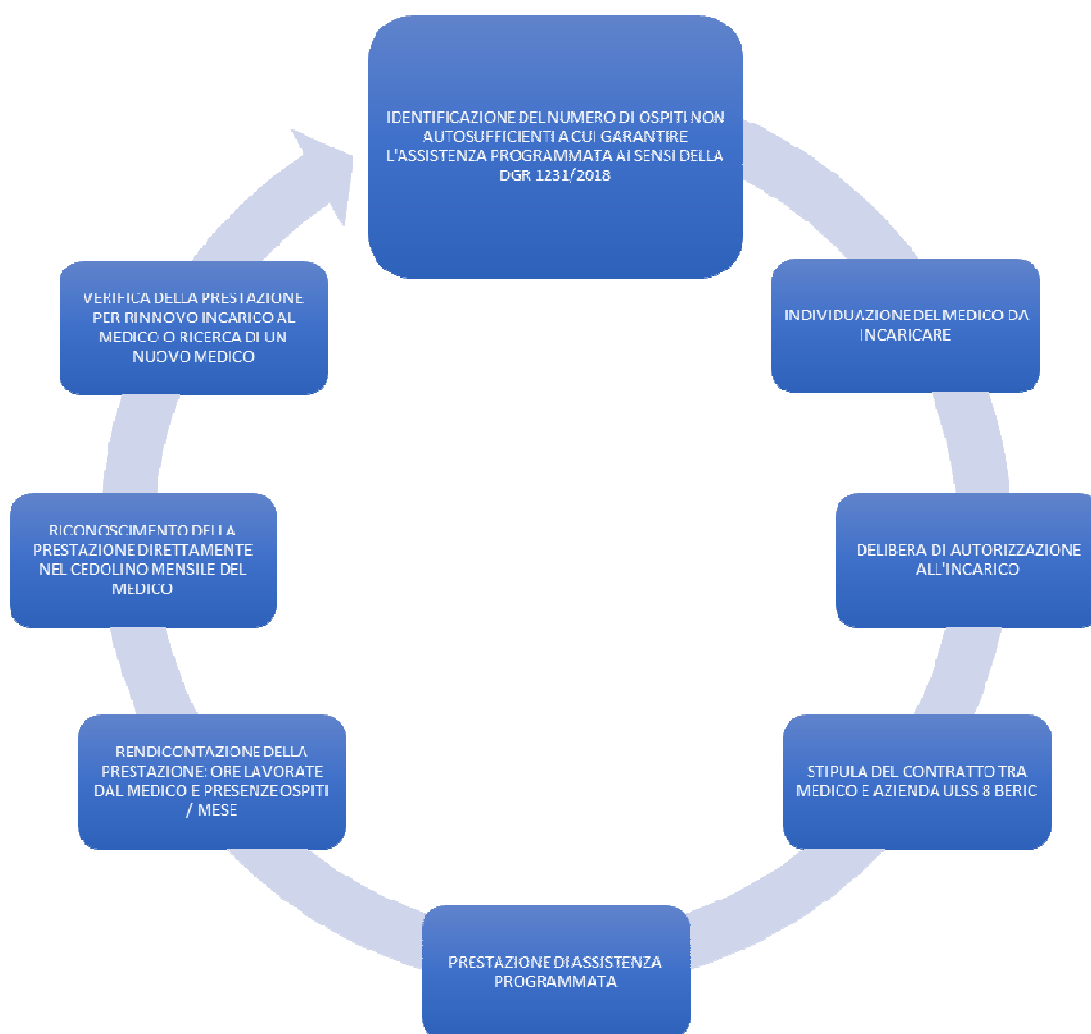 IDENTIFICAZIONE DEL NUMERO DI OSPITI NON
AUTOSUFFICIENTI A CUI GARANTIRE
L'ASSISTENZA PROGRAMMATA AI SENSI DELLA
DGR 1231/2018
INDIVIDUAZIONE DEL MEDICO DA
INCARICARE
DELIBERA DI AUTORIZZAZIONE
ALL'INCARICO
STIPULA DEL CONTRATTO TRA
MEDICO E AZIENDA ULSS 8 BERIC
PRESTAZIONE DI ASSISTENZA
PROGRAMMATA
RENDICONTAZIONE DELLA
PRESTAZIONE: ORE LAVORATE
DAL MEDICO E PRESENZE OSPITI
/ MESE
RICONOSCIMENTO DELLA
PRESTAZIONE DIRETTAMENTE
NEL CEDOLINO MENSILE DEL
MEDICO
VERIFICA DELLA PRESTAZIONE
PER RINNOVO INCARICO AL
MEDICO O RICERCA DI UN
NUOVO MEDICO